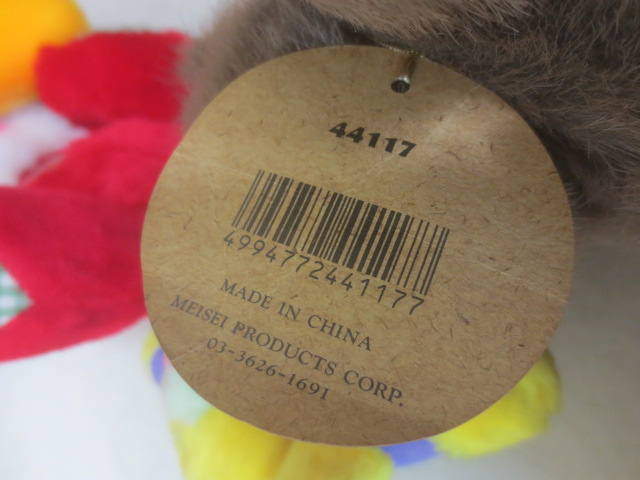 44117
4994772441177
MADE IN CHINA
MEISEI PRODUCTS CORP.
03-3626-1691